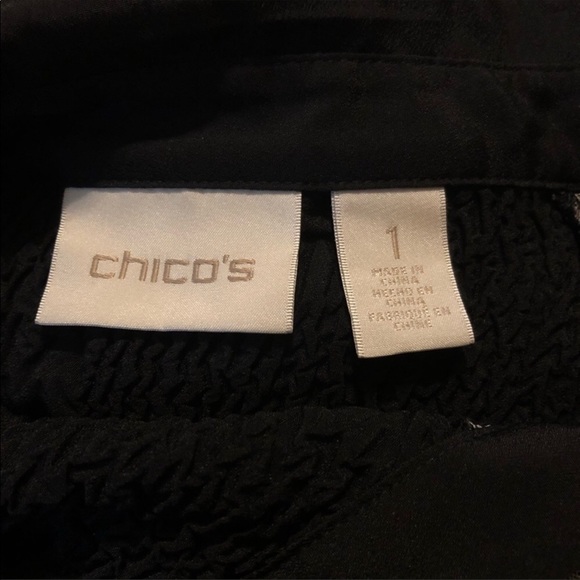 chico's
1
MADE IN
CHINA
HECHO EN
CHINA
FABRIQUÉ EN
CHINE